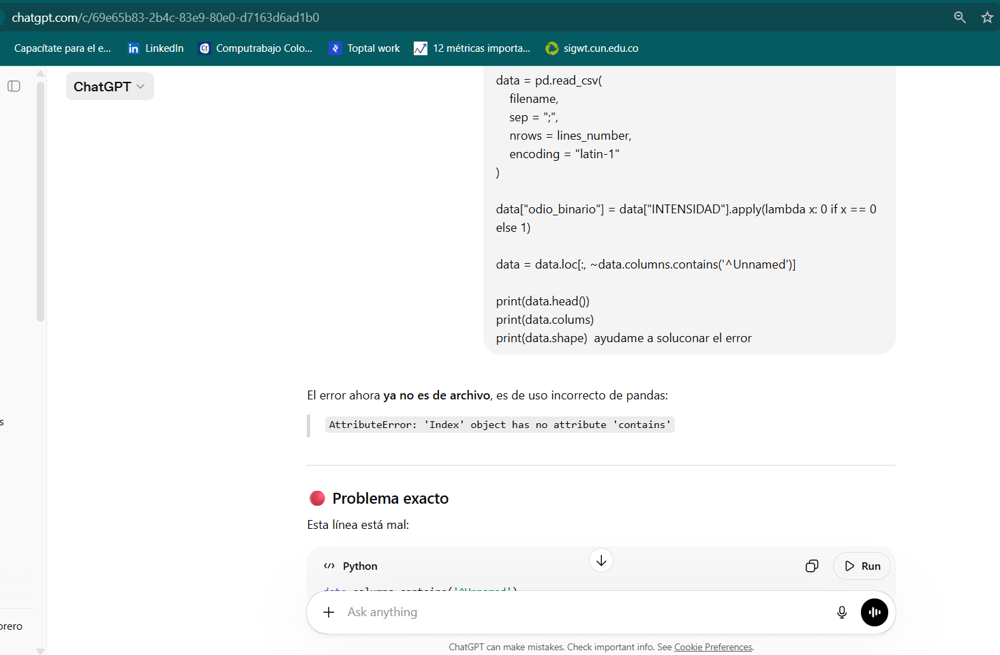 chatgpt.com/c/69e65b83-2b4c-83e9-80e0-d7163d6ad1b0
Capacítate para el e... LinkedIn Computrabajo Colo... Toptal work 12 métricas importa... sigwt.cun.edu.co
ChatGPT
data = pd.read_csv(
filename,
sep = ";",
nrows = lines_number,
encoding = "latin-1"
)
data["odio_binario"] = data["INTENSIDAD"].apply(lambda x: 0 if x == 0
else 1)
data = data.loc[:, ~data.columns.contains('^Unnamed')]
print(data.head())
print(data.colums)
print(data.shape)  ayudame a soluconar el error
El error ahora ya no es de archivo, es de uso incorrecto de pandas:
AttributeError: 'Index' object has no attribute 'contains'
s
Problema exacto
Esta línea está mal:
Python
Run
data.columns.contains('^Unnamed')
Ask anything
orero
ChatGPT can make mistakes. Check important info. See Cookie Preferences.